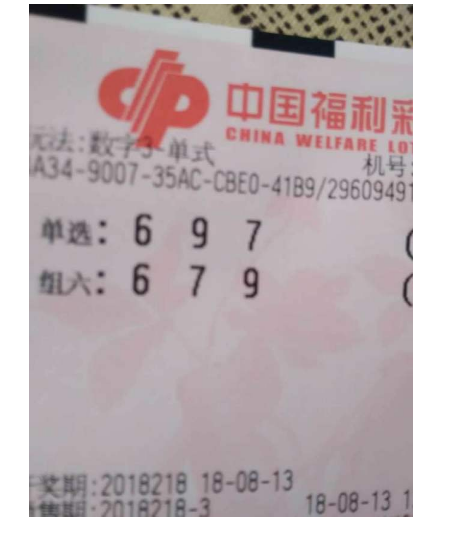 中国福利彩
CHINA WELFARE LOT
玩法:数字3-单式
机号:
A34-9007-35AC-CBE0-41B9/29609491
单选: 6 9 7 (
组六: 6 7 9 (
奖期:2018218 18-08-13
售期:2018218-3 18-08-13 1